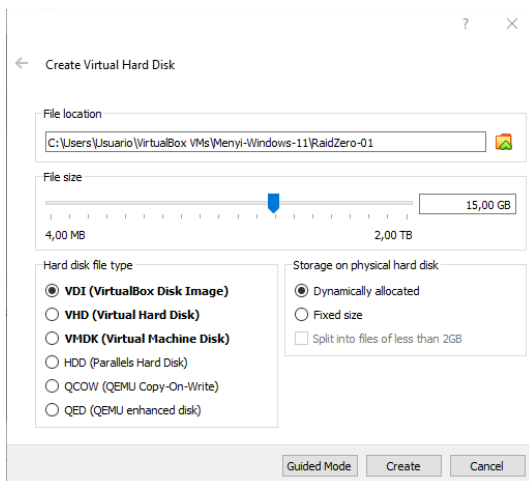 ?
Create Virtual Hard Disk
File location
C:\Users\Usuario\VirtualBox VMs\Menyi-Windows-11\RaidZero-01
File size
15,00 GB
4,00 MB 2,00 TB
Hard disk file type
VDI (VirtualBox Disk Image)
VHD (Virtual Hard Disk)
VMDK (Virtual Machine Disk)
HDD (Parallels Hard Disk)
QCOW (QEMU Copy-On-Write)
QED (QEMU enhanced disk)
Storage on physical hard disk
Dynamically allocated
Fixed size
Split into files of less than 2GB
Guided Mode Create Cancel